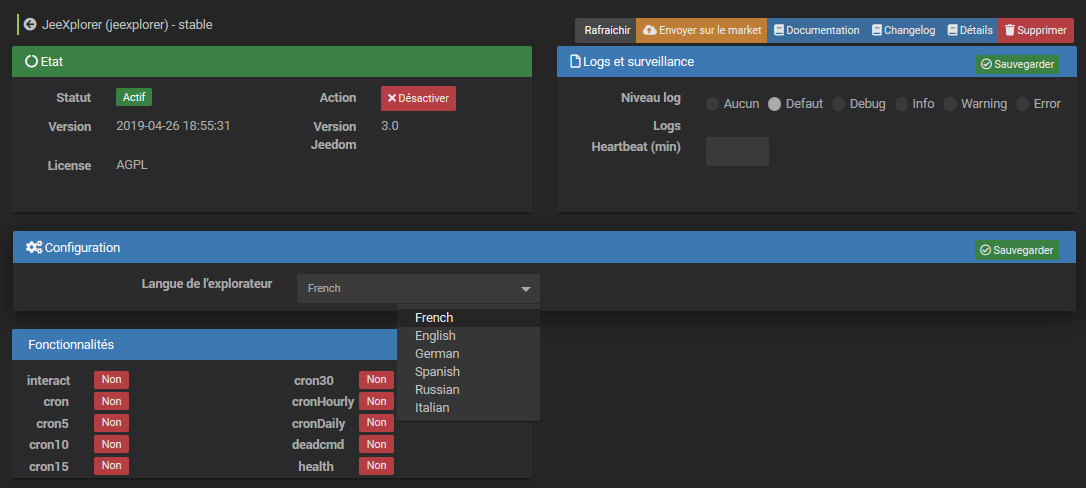 JeeXplorer (jeexplorer) - stable
Rafraichir Envoyer sur le market Documentation Changelog Détails Supprimer
Etat
Statut Actif Action Désactiver
Version 2019-04-26 18:55:31 Version Jeedom 3.0
License AGPL
Logs et surveillance Sauvegarder
Niveau log Aucun Defaut Debug Info Warning Error
Logs
Heartbeat (min)
Configuration Sauvegarder
Langue de l'explorateur French
French
English
German
Spanish
Russian
Italian
Fonctionnalités
interact Non cron30 Non
cron Non cronHourly Non
cron5 Non cronDaily Non
cron10 Non deadcmd Non
cron15 Non health Non